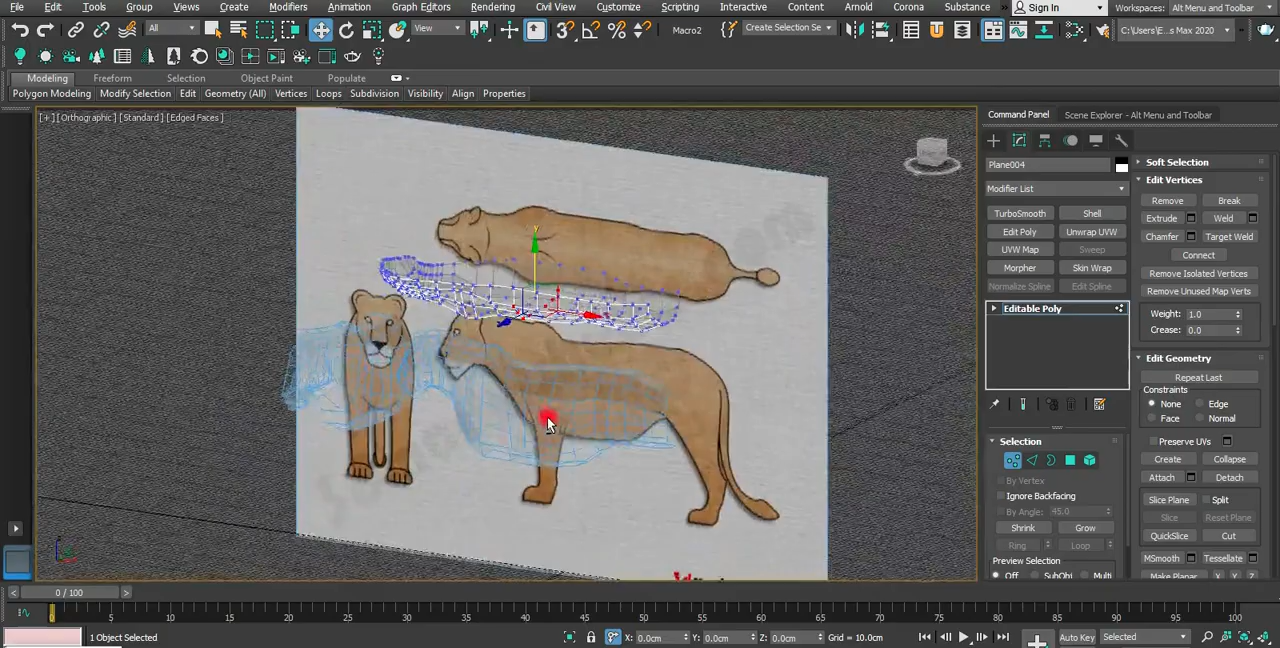 File Edit Tools Group Views Create Modifiers Animation Graph Editors Rendering Civil View Customize Scripting Interactive Content Arnold Corona Substance Sign In Workspaces: Alt Menu and Toolbar
All View Macro2 Create Selection Se C:\Users\E...s Max 2020
Modeling Freeform Selection Object Paint Populate
Polygon Modeling Modify Selection Edit Geometry (All) Vertices Loops Subdivision Visibility Align Properties
[+] [Orthographic] [Standard] [Edged Faces]
Command Panel Scene Explorer - Alt Menu and Toolbar
Plane004
Modifier List
TurboSmooth Shell
Edit Poly Unwrap UVW
UVW Map Sweep
Morpher Skin Wrap
Normalize Spline Edit Spline
Editable Poly
Selection
By Vertex
Ignore Backfacing
By Angle: 45.0
Shrink Grow
Ring Loop
Preview Selection
Off SubObj Multi
Soft Selection
Edit Vertices
Remove Break
Extrude Weld
Chamfer Target Weld
Connect
Remove Isolated Vertices
Remove Unused Map Verts
Weight: 1.0
Crease: 0.0
Edit Geometry
Repeat Last
Constraints
None Edge
Face Normal
Preserve UVs
Create Collapse
Attach Detach
Slice Plane Split
Slice Reset Plane
QuickSlice Cut
MSmooth Tessellate
Make Planar X Y Z
y
0 / 100
0 5 10 15 20 25 30 35 40 45 50 55 60 65 70 75 80 85 90 95 100
1 Object Selected X: 0.0cm Y: 0.0cm Z: 0.0cm Grid = 10.0cm Auto Key Selected